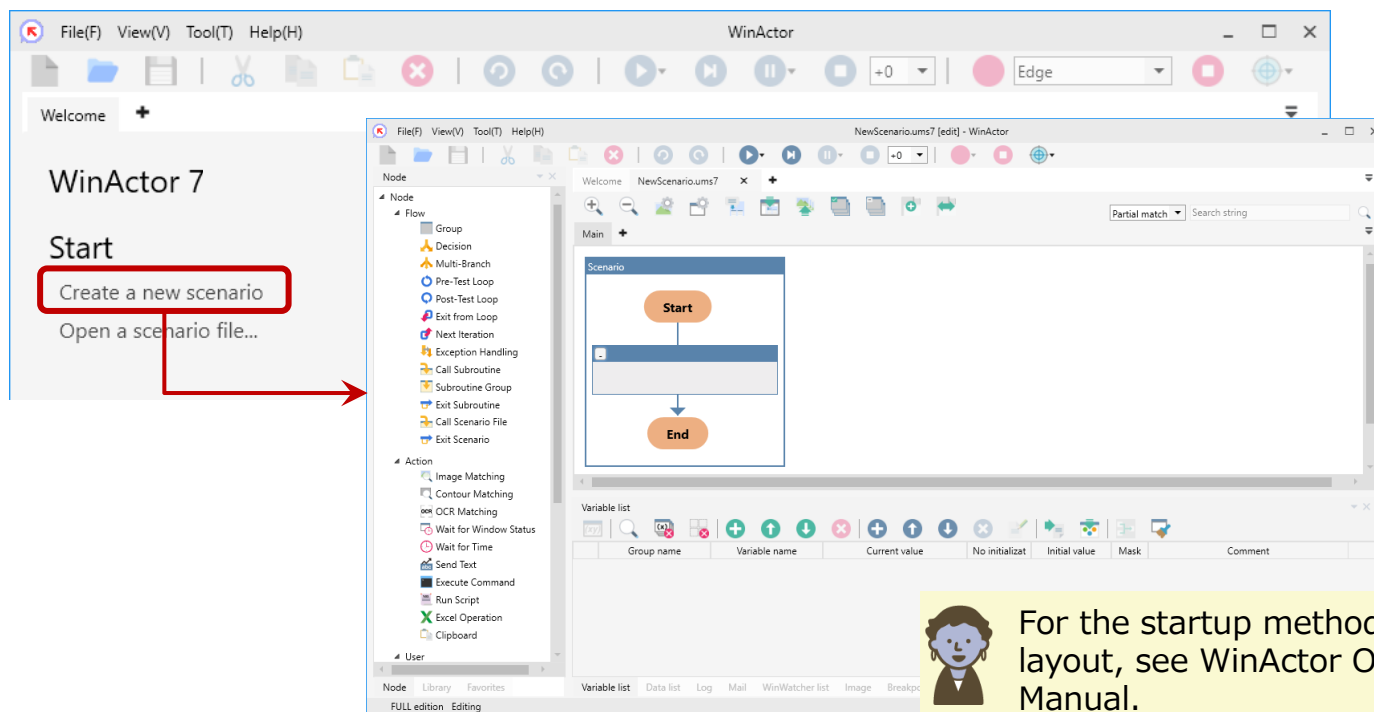 File(F) View(V) Tool(T) Help(H)
WinActor
+0
Edge
Welcome
WinActor 7
Start
Create a new scenario
Open a scenario file...
File(F) View(V) Tool(T) Help(H)
NewScenario.ums7 [edit] - WinActor
+0
Node
Node
Flow
Group
Decision
Multi-Branch
Pre-Test Loop
Post-Test Loop
Exit from Loop
Next Iteration
Exception Handling
Call Subroutine
Subroutine Group
Exit Subroutine
Call Scenario File
Exit Scenario
Action
Image Matching
Contour Matching
OCR OCR Matching
Wait for Window Status
Wait for Time
Send Text
Execute Command
Run Script
Excel Operation
Clipboard
User
Node Library Favorites
FULL edition Editing
Welcome NewScenario.ums7
Partial match Search string
Main
Scenario
Start
End
Variable list
Group name Variable name Current value No initializat Initial value Mask Comment
Variable list Data list Log Mail WinWatcher list Image Breakpo
For the startup method
layout, see WinActor O
Manual.